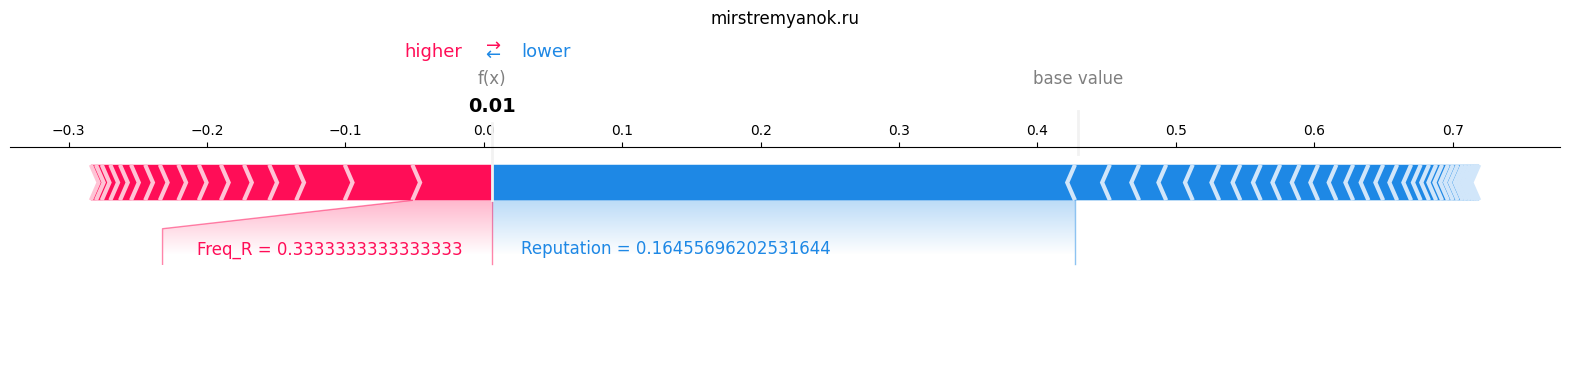 mirstremyanok.ru
higher ⇄ lower
f(x) base value
0.01
−0.3 −0.2 −0.1 0.0 0.1 0.2 0.3 0.4 0.5 0.6 0.7
Freq_R = 0.3333333333333333 Reputation = 0.16455696202531644